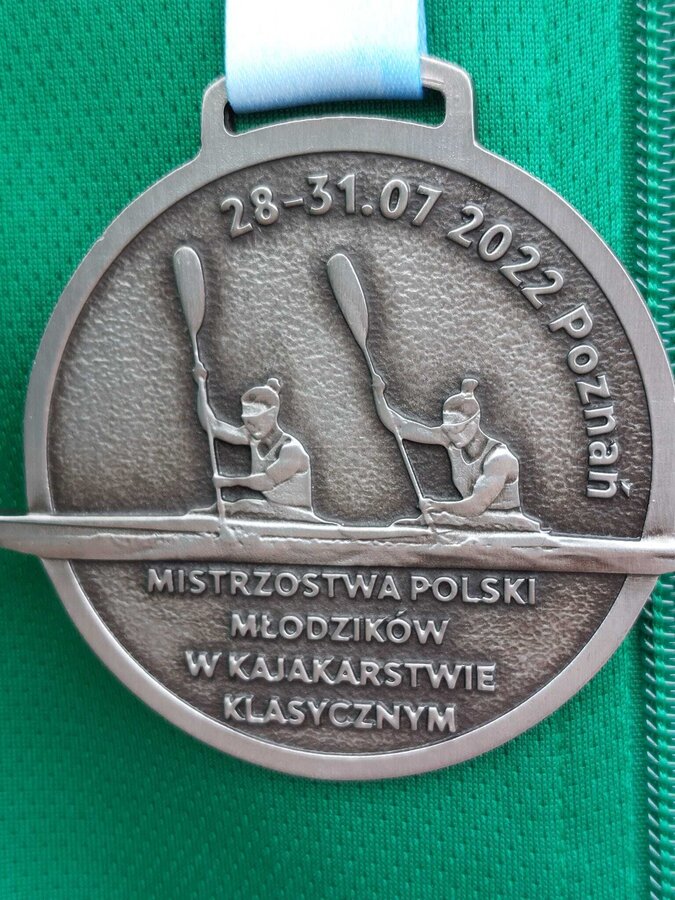 28-31.07 2022 Poznań
MISTRZOSTWA POLSKI
MŁODZIKÓW
W KAJAKARSTWIE
KLASYCZNYM